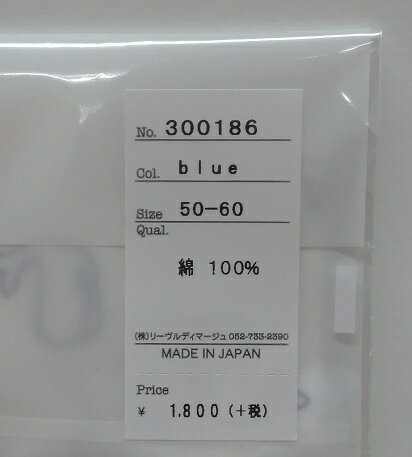 No. 300186
Col. blue
Size 50-60
Qual.
綿 100%
(株)リーヴルディマージュ 052-733-2390
MADE IN JAPAN
Price
¥ 1.800 (+税)